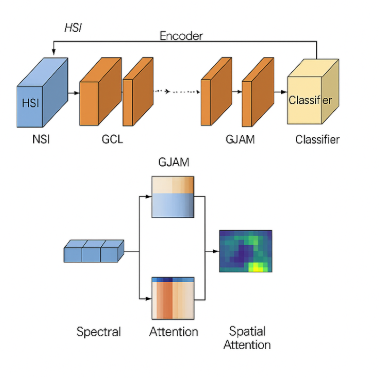 HSI
Encoder
HSI
Classifier
NSI
GCL
GJAM
Classifier
GJAM
Spectral
Attention
Spatial
Attention